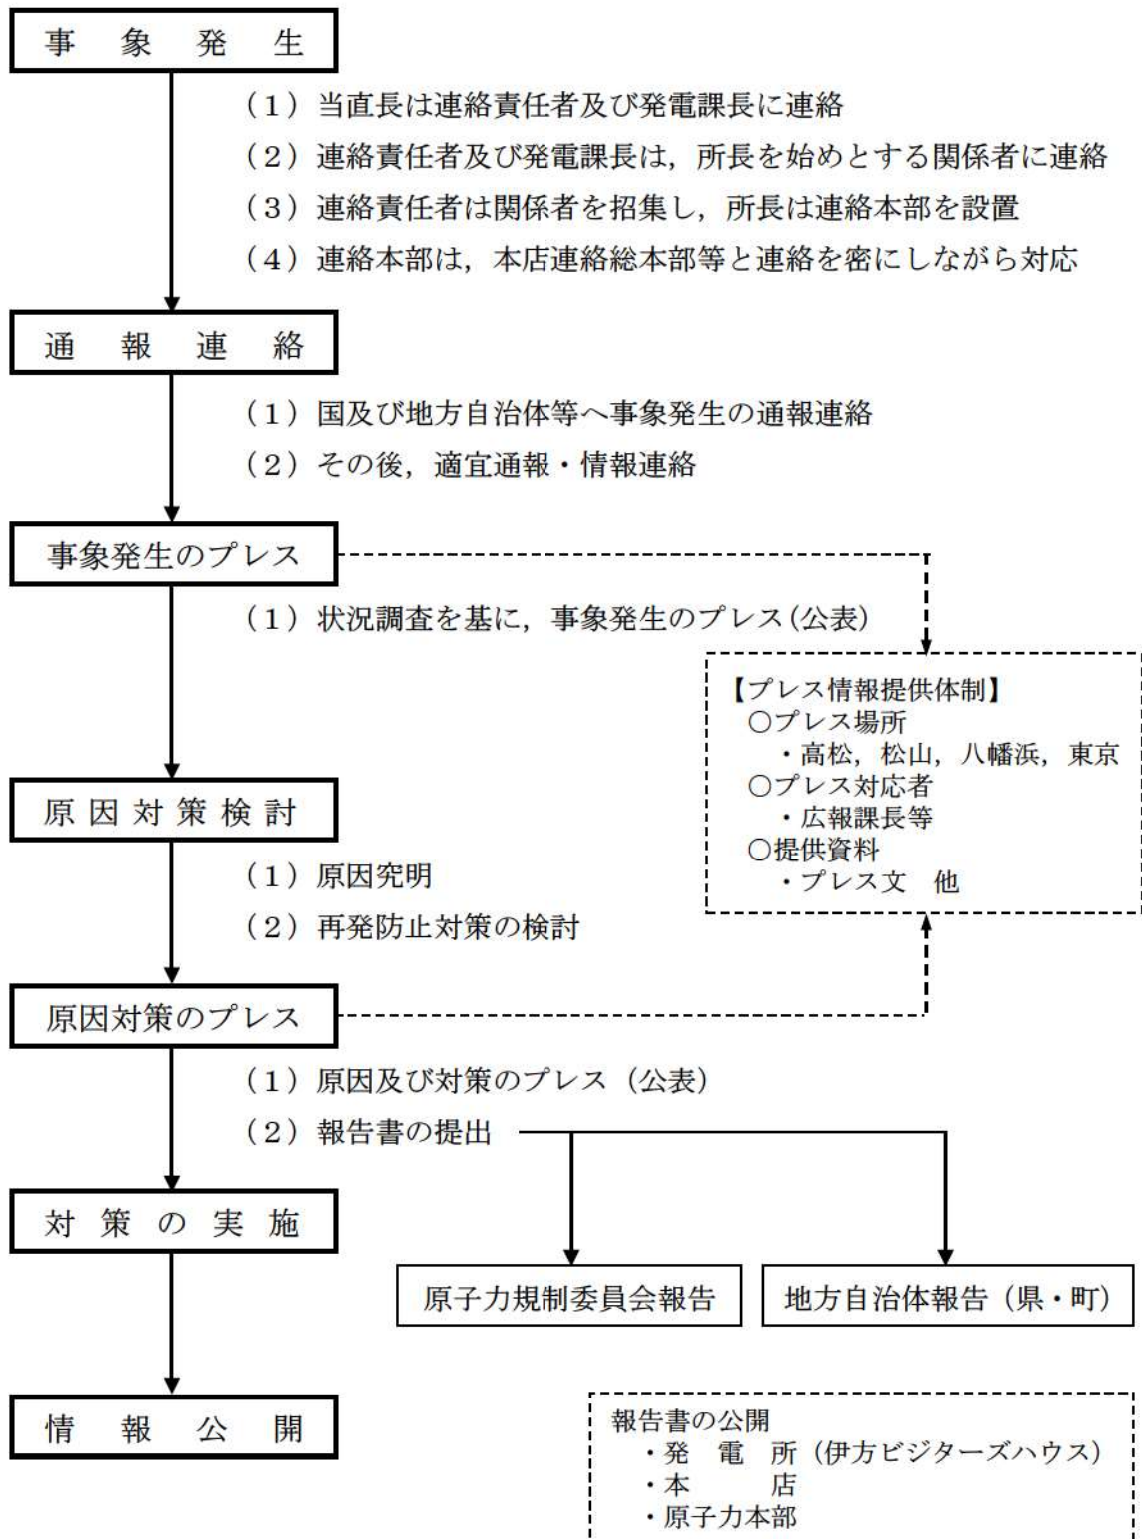 事象発生
（1）当直長は連絡責任者及び発電課長に連絡
（2）連絡責任者及び発電課長は，所長を始めとする関係者に連絡
（3）連絡責任者は関係者を招集し，所長は連絡本部を設置
（4）連絡本部は，本店連絡総本部等と連絡を密にしながら対応
通報連絡
（1）国及び地方自治体等へ事象発生の通報連絡
（2）その後，適宜通報・情報連絡
事象発生のプレス
（1）状況調査を基に，事象発生のプレス（公表）
【プレス情報提供体制】
○プレス場所
・高松，松山，八幡浜，東京
○プレス対応者
・広報課長等
○提供資料
・プレス文　他
原因対策検討
（1）原因究明
（2）再発防止対策の検討
原因対策のプレス
（1）原因及び対策のプレス（公表）
（2）報告書の提出
対策の実施
原子力規制委員会報告
地方自治体報告（県・町）
情報公開
報告書の公開
・発　電　所（伊方ビジターズハウス）
・本　　　店
・原子力本部